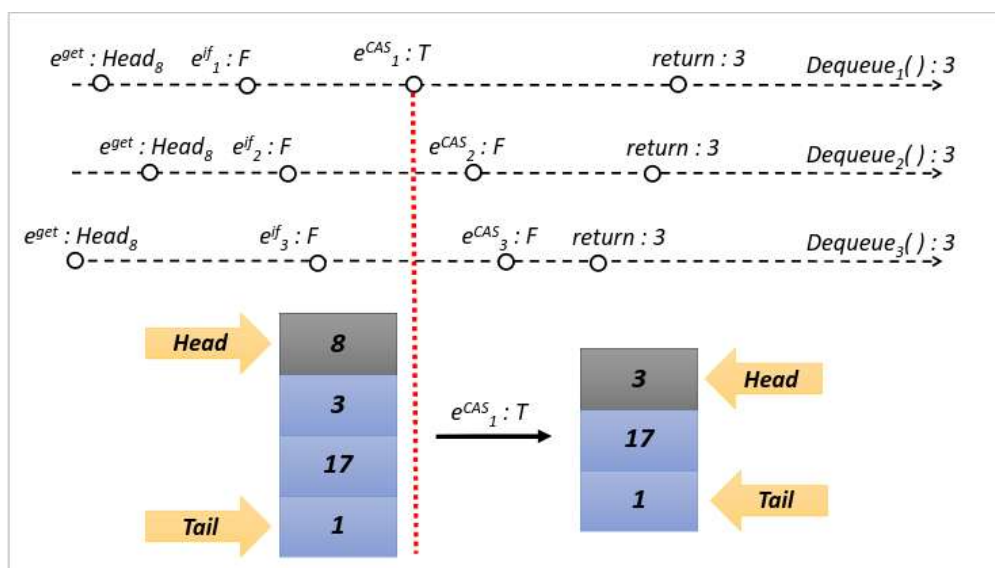 e^get : Head_8 e^if_1 : F e^CAS_1 : T return : 3 Dequeue_1( ) : 3
e^get : Head_8 e^if_2 : F e^CAS_2 : F return : 3 Dequeue_2( ) : 3
e^get : Head_8 e^if_3 : F e^CAS_3 : F return : 3 Dequeue_3( ) : 3
Head 8
3 3 Head
e^CAS_1 : T
17 17
Tail 1 1 Tail